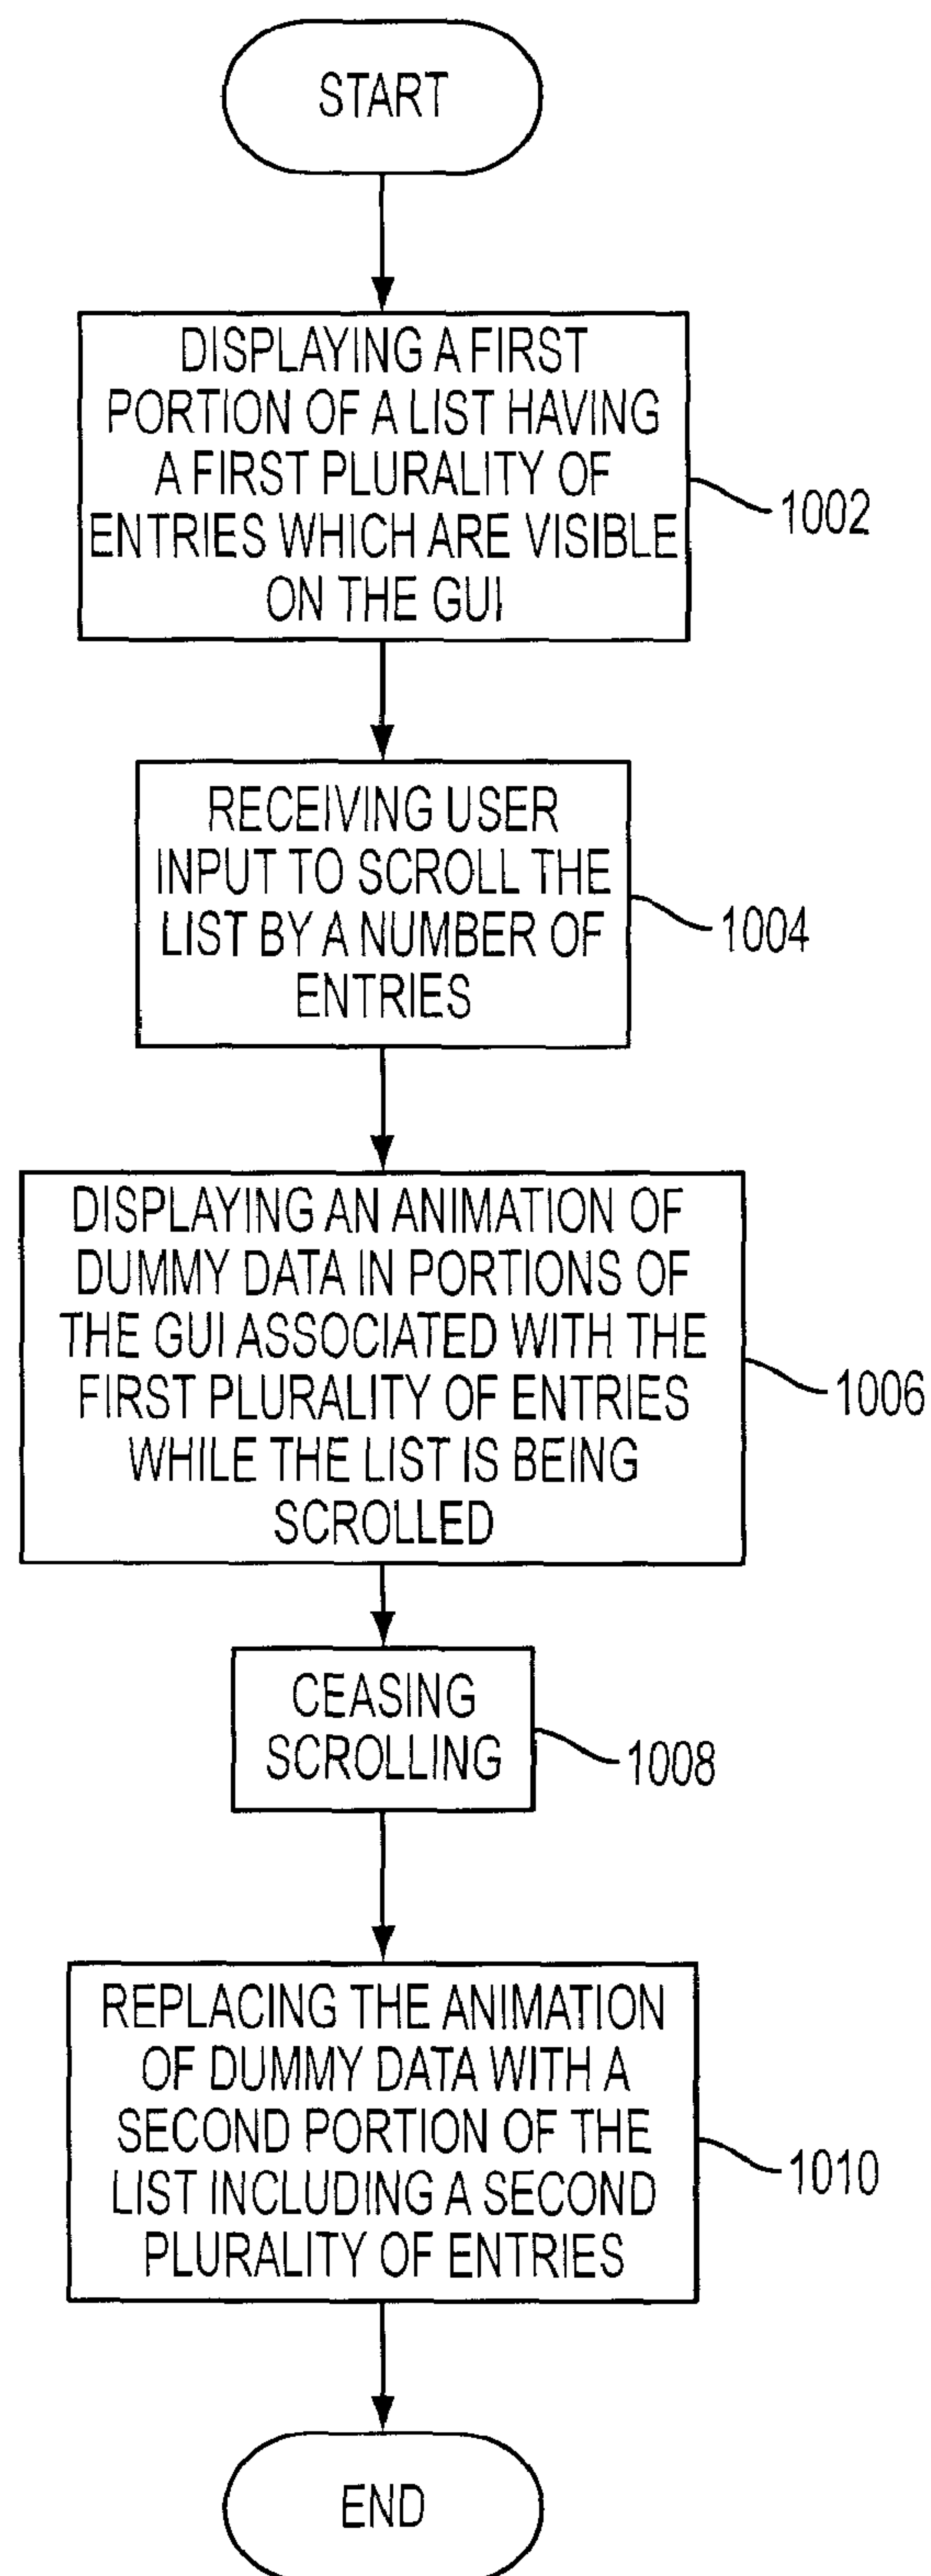 START
DISPLAYING A FIRST
PORTION OF A LIST HAVING
A FIRST PLURALITY OF
ENTRIES WHICH ARE VISIBLE
ON THE GUI
1002
RECEIVING USER
INPUT TO SCROLL THE
LIST BY A NUMBER OF
ENTRIES
1004
DISPLAYING AN ANIMATION OF
DUMMY DATA IN PORTIONS OF
THE GUI ASSOCIATED WITH THE
FIRST PLURALITY OF ENTRIES
WHILE THE LIST IS BEING
SCROLLED
1006
CEASING
SCROLLING
1008
REPLACING THE ANIMATION
OF DUMMY DATA WITH A
SECOND PORTION OF THE
LIST INCLUDING A SECOND
PLURALITY OF ENTRIES
1010
END